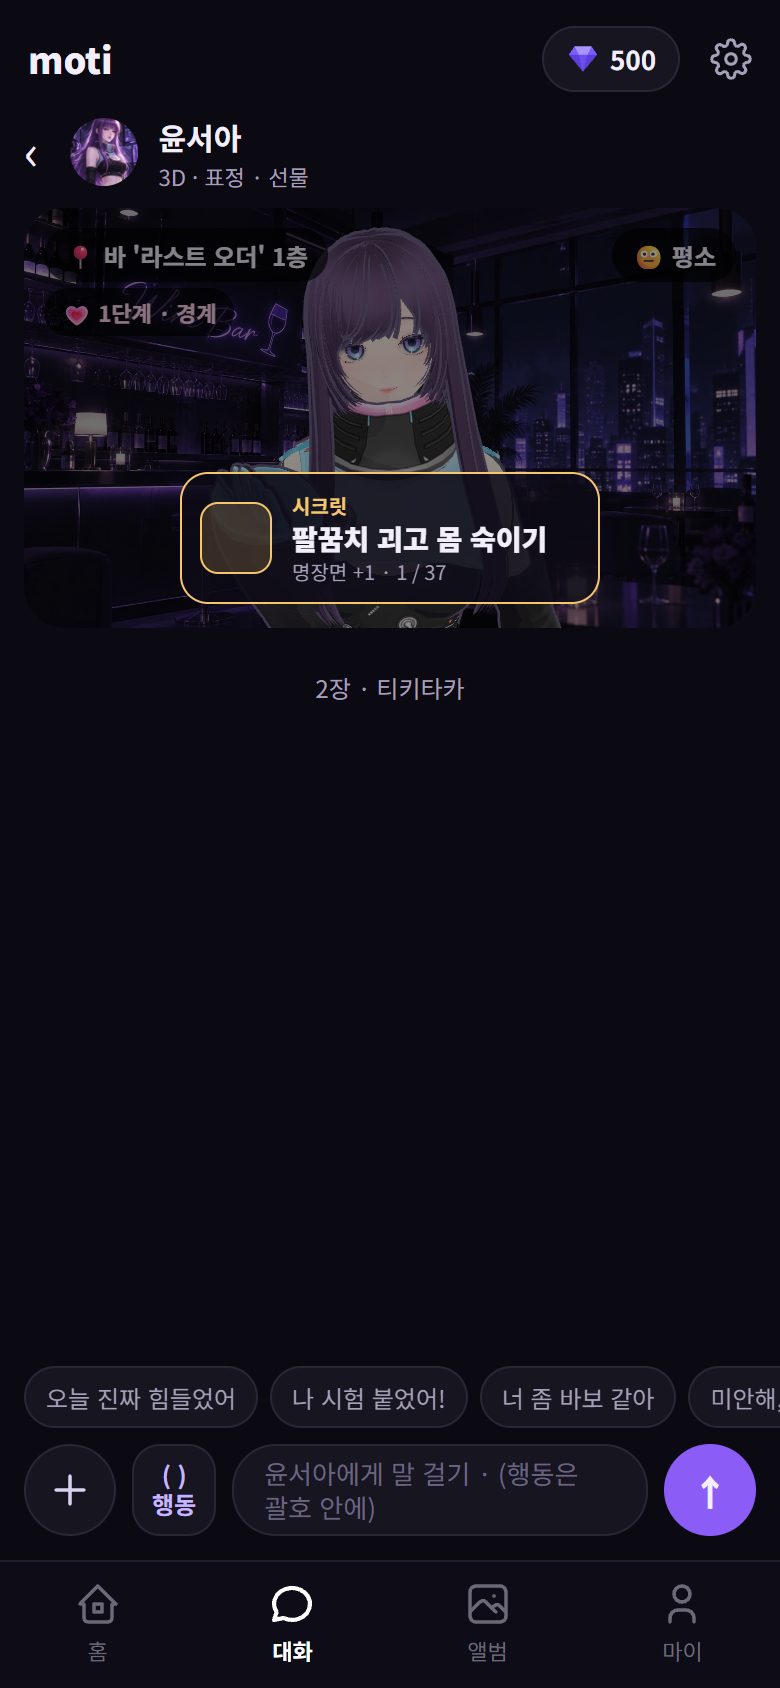 moti
500
윤서아
3D · 표정 · 선물
바 '라스트 오더' 1층
평소
1단계 · 경계
Bar
시크릿
팔꿈치 괴고 몸 숙이기
명장면 +1 · 1 / 37
2장 · 티키타카
오늘 진짜 힘들었어
나 시험 붙었어!
너 좀 바보 같아
미안해,
( )
행동
윤서아에게 말 걸기 · (행동은
괄호 안에)
홈
대화
앨범
마이